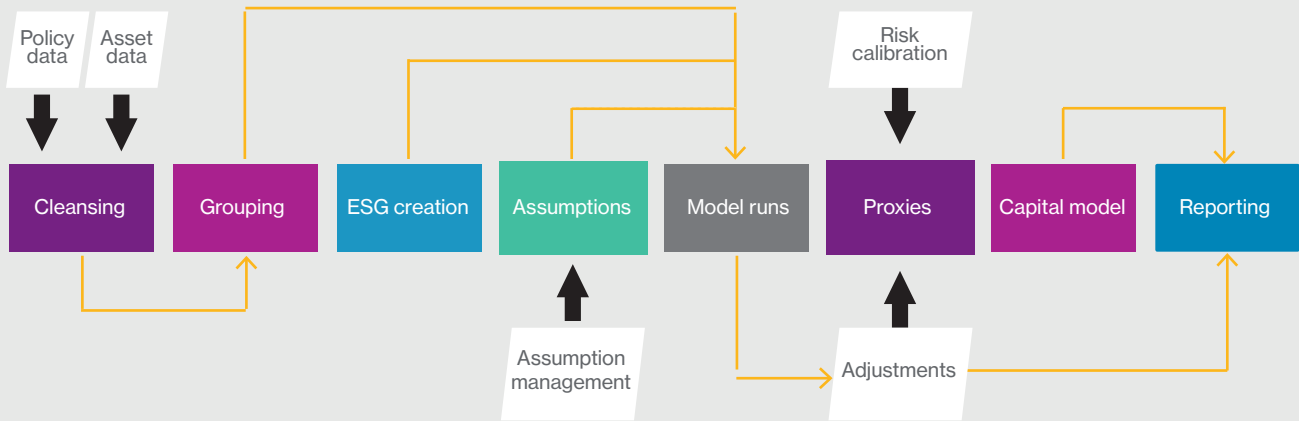 Policy
data
Asset
data
Risk
calibration
Cleansing
Grouping
ESG creation
Assumptions
Model runs
Proxies
Capital model
Reporting
Assumption
management
Adjustments